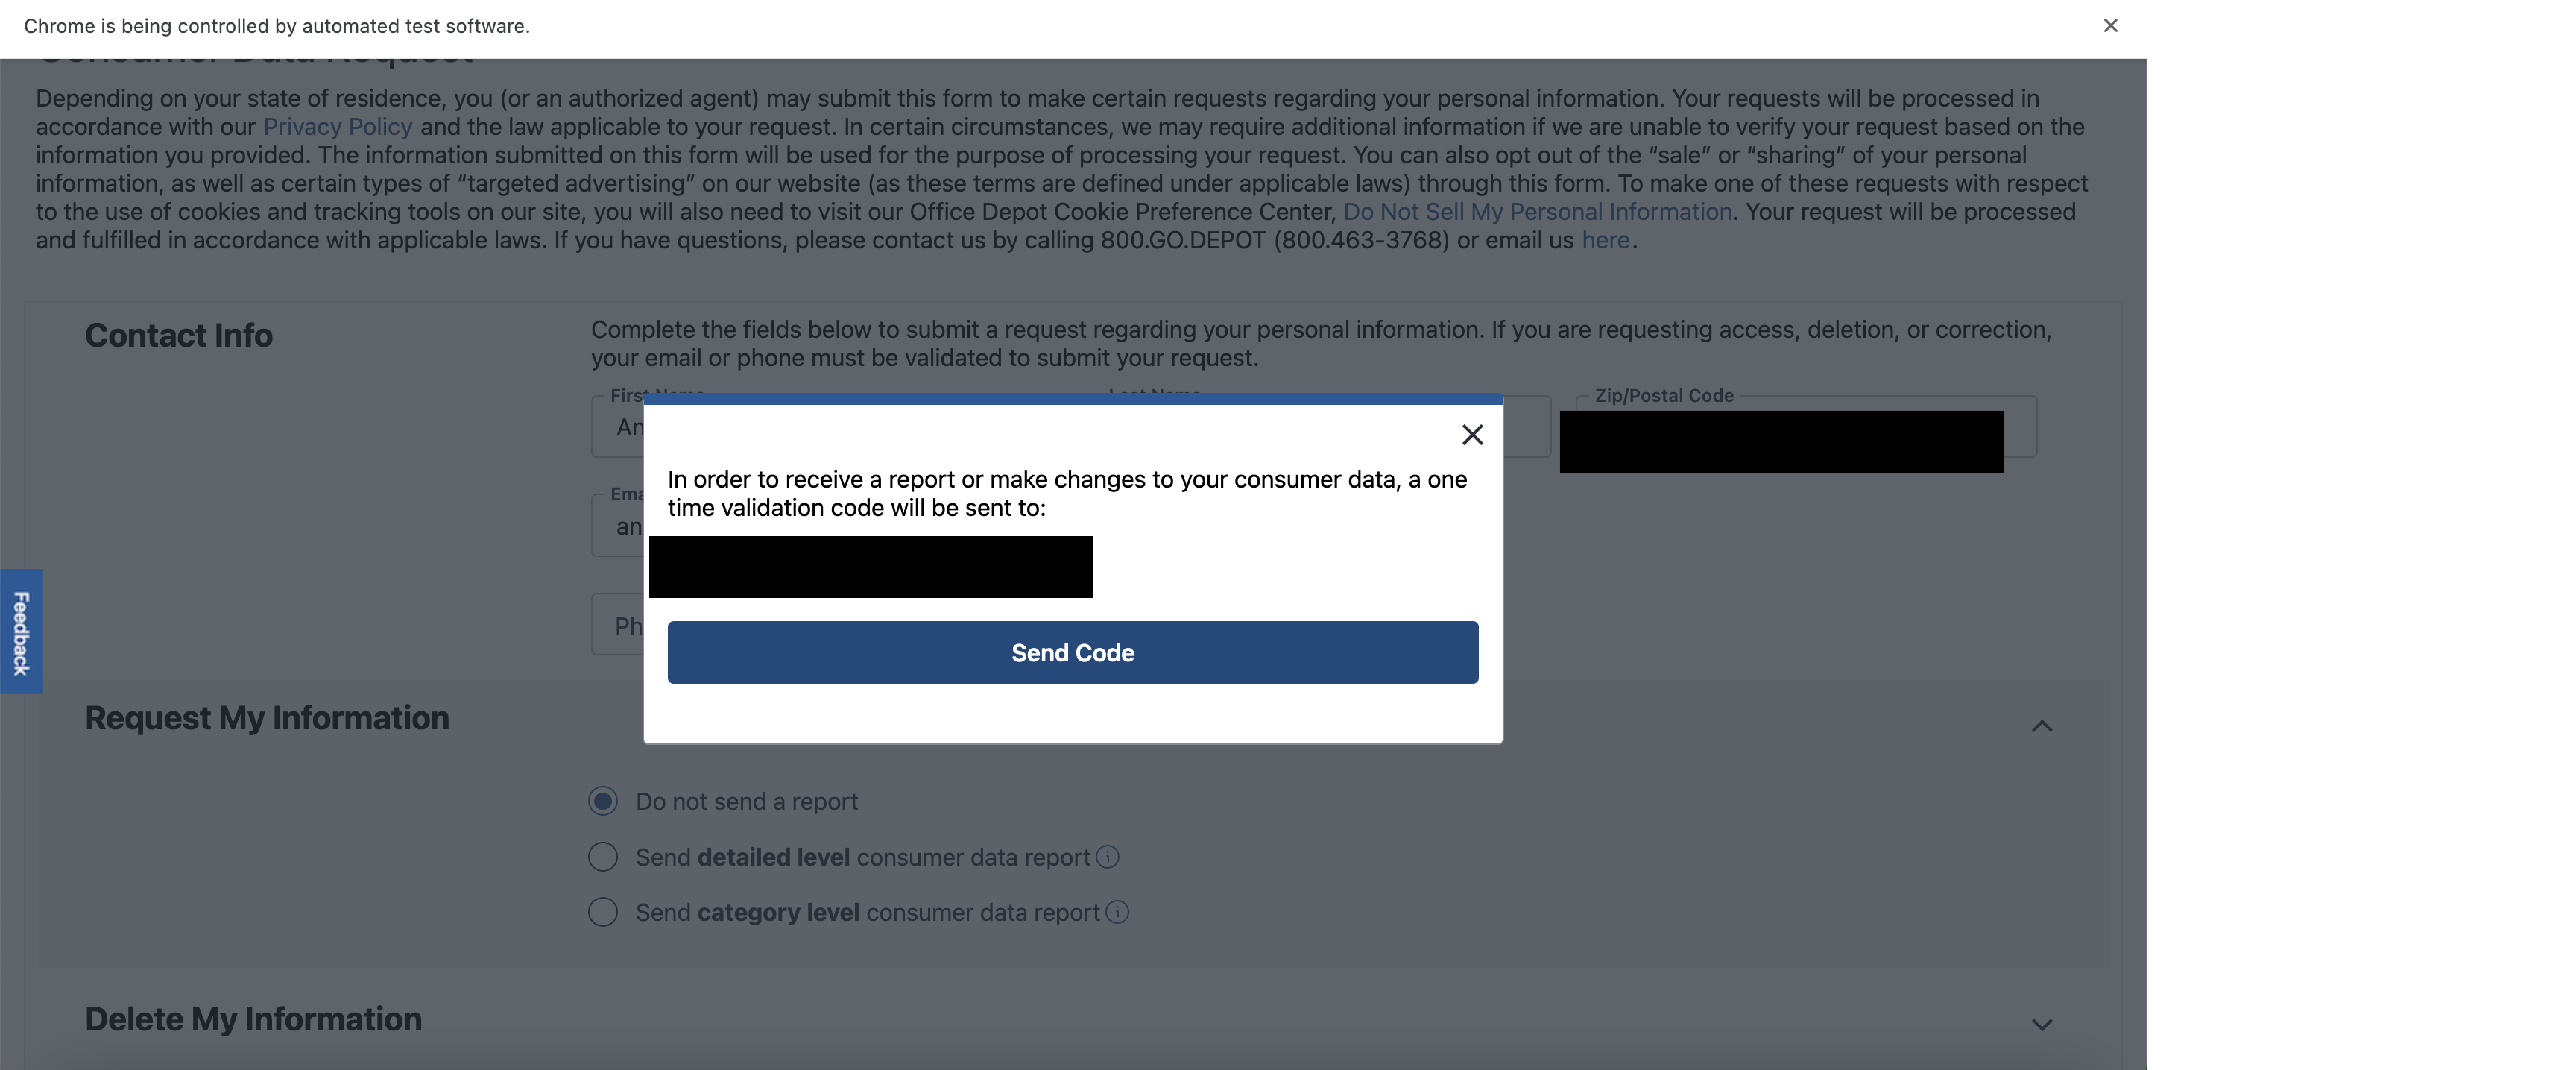 Chrome is being controlled by automated test software.
Consumer Data Request
Depending on your state of residence, you (or an authorized agent) may submit this form to make certain requests regarding your personal information. Your requests will be processed in
accordance with our Privacy Policy and the law applicable to your request. In certain circumstances, we may require additional information if we are unable to verify your request based on the
information you provided. The information submitted on this form will be used for the purpose of processing your request. You can also opt out of the “sale” or “sharing” of your personal
information, as well as certain types of “targeted advertising” on our website (as these terms are defined under applicable laws) through this form. To make one of these requests with respect
to the use of cookies and tracking tools on our site, you will also need to visit our Office Depot Cookie Preference Center, Do Not Sell My Personal Information. Your request will be processed
and fulfilled in accordance with applicable laws. If you have questions, please contact us by calling 800.GO.DEPOT (800.463-3768) or email us here.
Contact Info
Complete the fields below to submit a request regarding your personal information. If you are requesting access, deletion, or correction,
your email or phone must be validated to submit your request.
First Name Last Name Zip/Postal Code
An
In order to receive a report or make changes to your consumer data, a one
time validation code will be sent to:
Ema
an
Ph
Send Code
Feedback
Request My Information
Do not send a report
Send detailed level consumer data report
Send category level consumer data report
Delete My Information